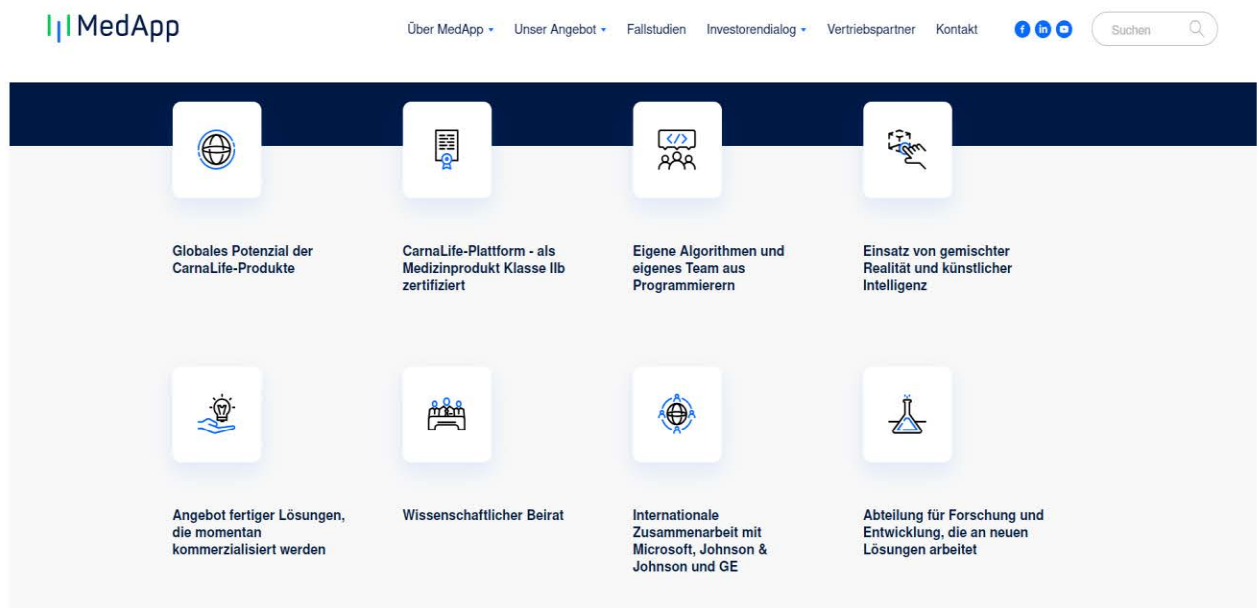 MedApp
Über MedApp Unser Angebot Fallstudien Investorendialog Vertriebspartner Kontakt
Suchen
Globales Potenzial der
CarnaLife-Produkte
CarnaLife-Plattform - als
Medizinprodukt Klasse IIb
zertifiziert
Eigene Algorithmen und
eigenes Team aus
Programmierern
Einsatz von gemischter
Realität und künstlicher
Intelligenz
Angebot fertiger Lösungen,
die momentan
kommerzialisiert werden
Wissenschaftlicher Beirat
Internationale
Zusammenarbeit mit
Microsoft, Johnson &
Johnson und GE
Abteilung für Forschung und
Entwicklung, die an neuen
Lösungen arbeitet